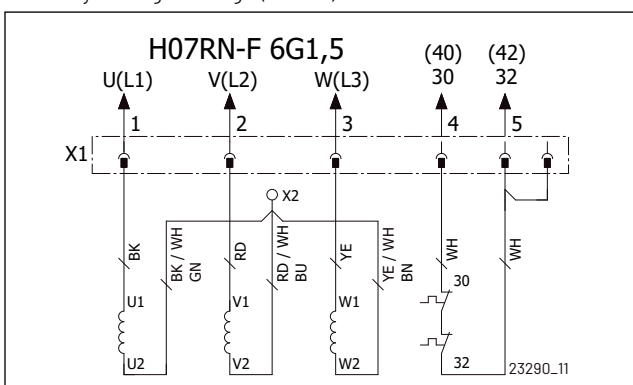 H07RN-F 6G1,5
(40) (42)
U(L1) V(L2) W(L3) 30 32
1 2 3 4 5
X1
X2
BK
BK / WH
GN
RD
RD / WH
BU
YE
YE / WH
BN
WH
WH
30
U1 V1 W1
U2 V2 W2 32
23290_11